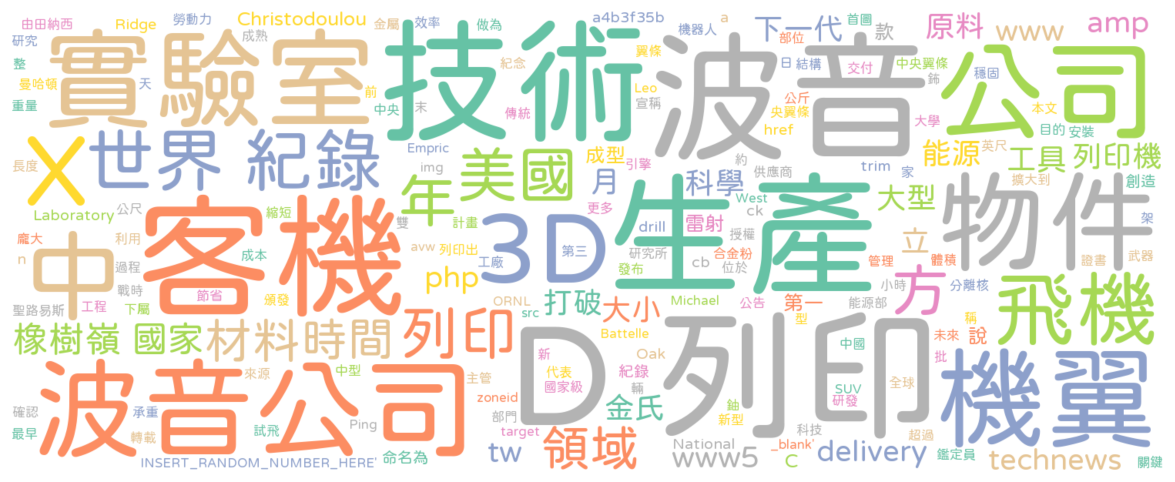 由田納西 Ridge 勞動力 Christodoulou 金屬 效率 做為 a4b3f35b 機器人 a 下一代 首圖 款 原料 www amp
研究 成熟 紀念 翼條 部位
實驗室 技術 波音 公司
整 曼哈頓 天 前 中央 末 傳統 Leo 宣稱 日 結構 交付 中央翼條 鈽 穩固
重量 公斤 央翼條 href 大學 本文 目的 安裝
X 世界 紀錄 Empric img 美國 成型 引擎 月 科學 約 供應商 trim 家 能源 英尺 工具 列印機
長度 年 更多 雷射 West ck 授權 大型 擴大到 創造
Laboratory 公尺 縮短 雙 計畫 drill 生產 物件 架
龐大 中 利用 客機 avw 列印出 3D 第三 研究所 合金粉 立 管理 體積 證書 武器
n 過程 成本 工廠 發布 cb 位於 方 小時 分離核
戰時 節省 php ORNL 打破 大小 Michael 公告 第一 能源部 飛機
聖路易斯 工程 下屬 頒發 src 型 稱
橡樹嶺 國家 材料時間 列印 Battelle D 列印 中國 未來 說
新 Oak 批
波音公司 來源 中型 主管 代表 國家級 紀錄 輔 SUV 全球 機翼
確認 承重 zoneid 金氏 鈾 新型 研發
最早 轉載 試飛 Ping 部門 target 領域 科技 _blank' 超過
INSERT_RANDOM_NUMBER_HERE' 命名為 tw National www5 C delivery 鑑定員 technews 關鍵